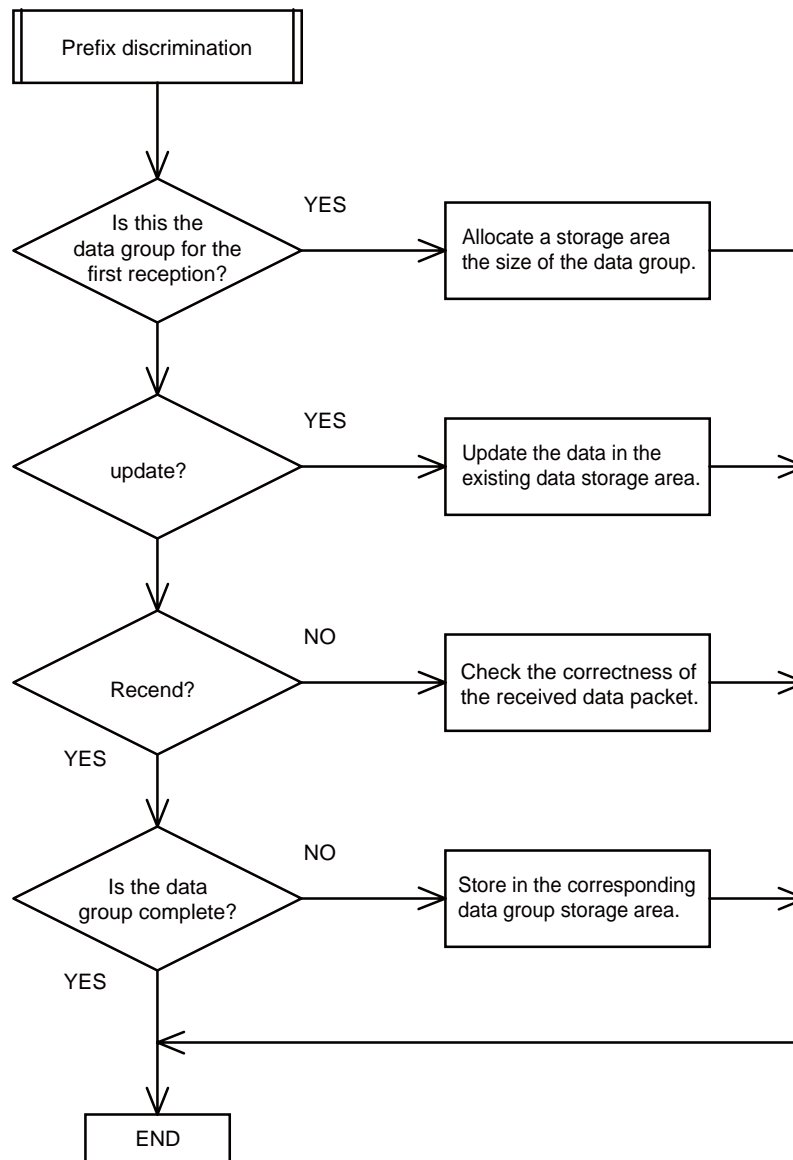 Prefix discrimination
Is this the
data group for the
first reception?
YES
Allocate a storage area
the size of the data group.
update?
YES
Update the data in the
existing data storage area.
Recend?
NO
Check the correctness of
the received data packet.
YES
Is the data
group complete?
NO
Store in the corresponding
data group storage area.
YES
END